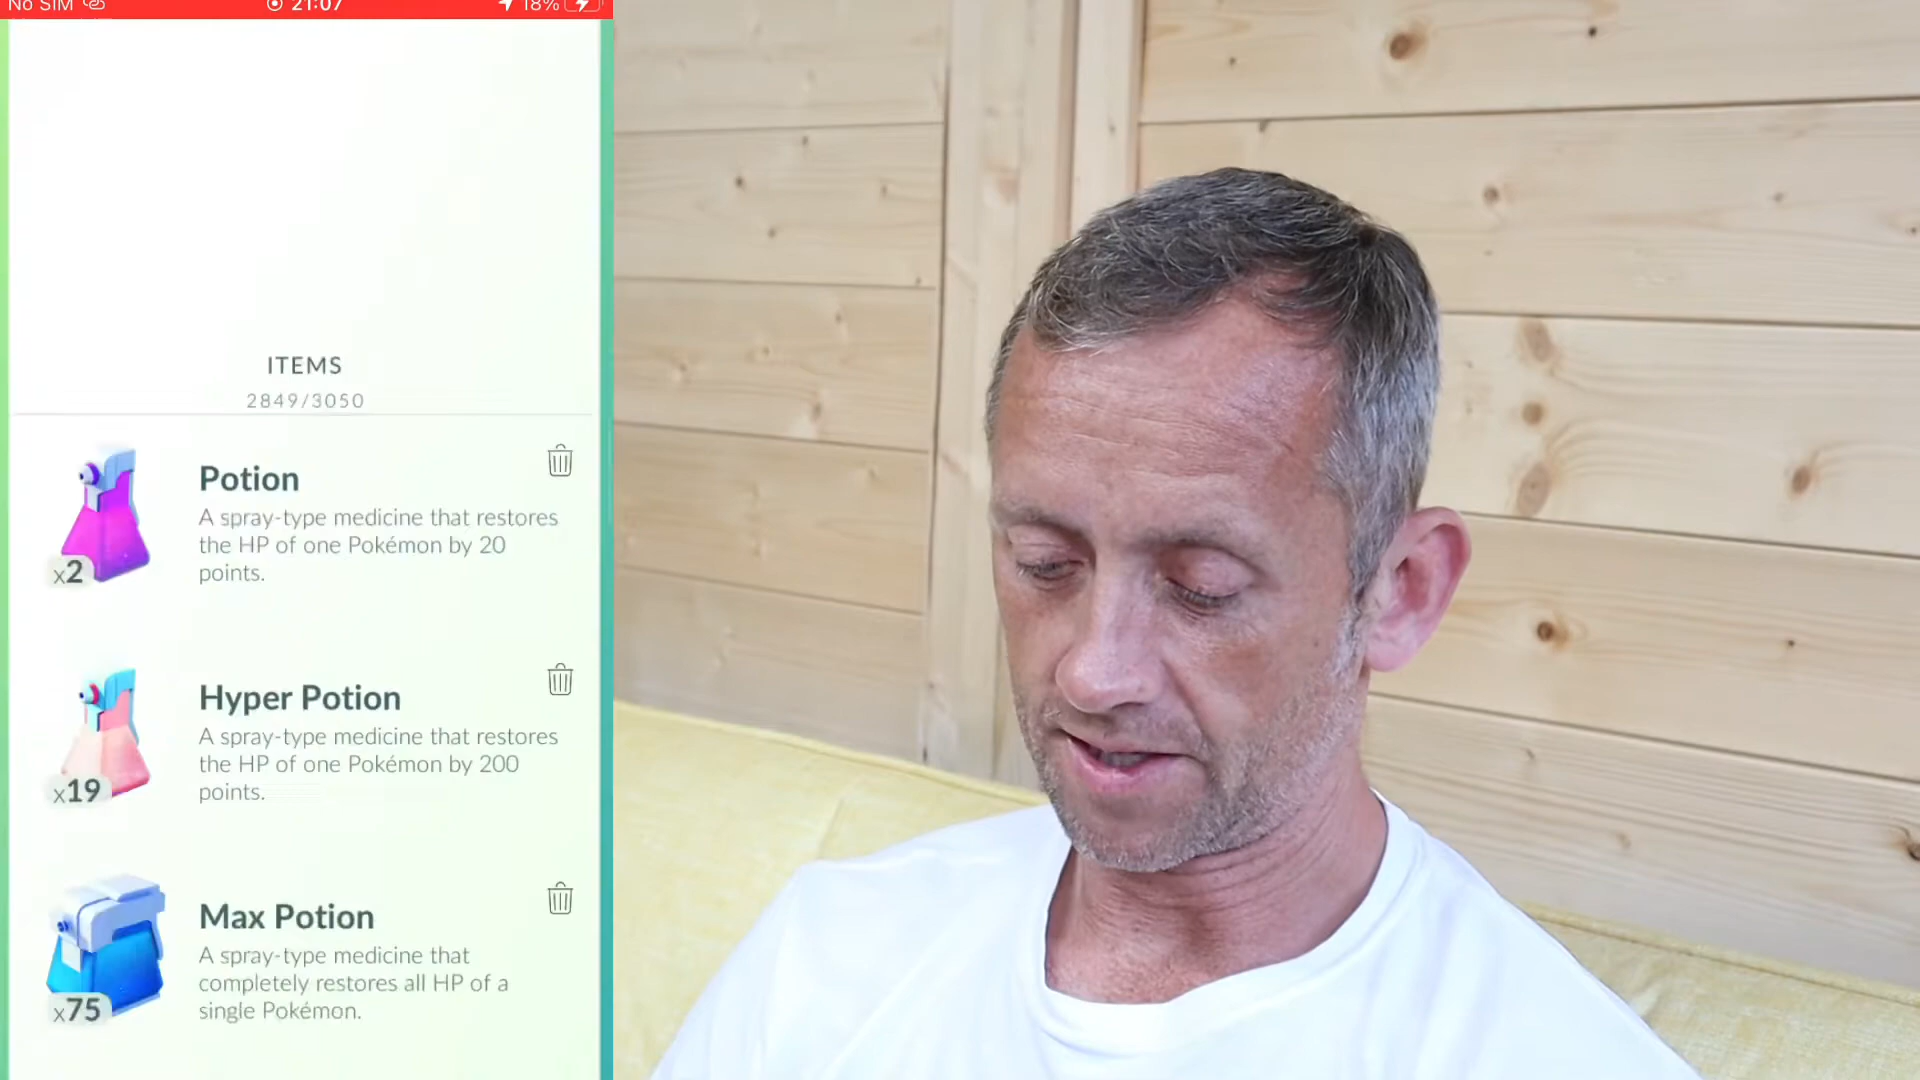 No SIM
21:07
18%
ITEMS
2849/3050
Potion
A spray-type medicine that restores
the HP of one Pokémon by 20
points.
x2
Hyper Potion
A spray-type medicine that restores
the HP of one Pokémon by 200
points.
x19
Max Potion
A spray-type medicine that
completely restores all HP of a
single Pokémon.
x75